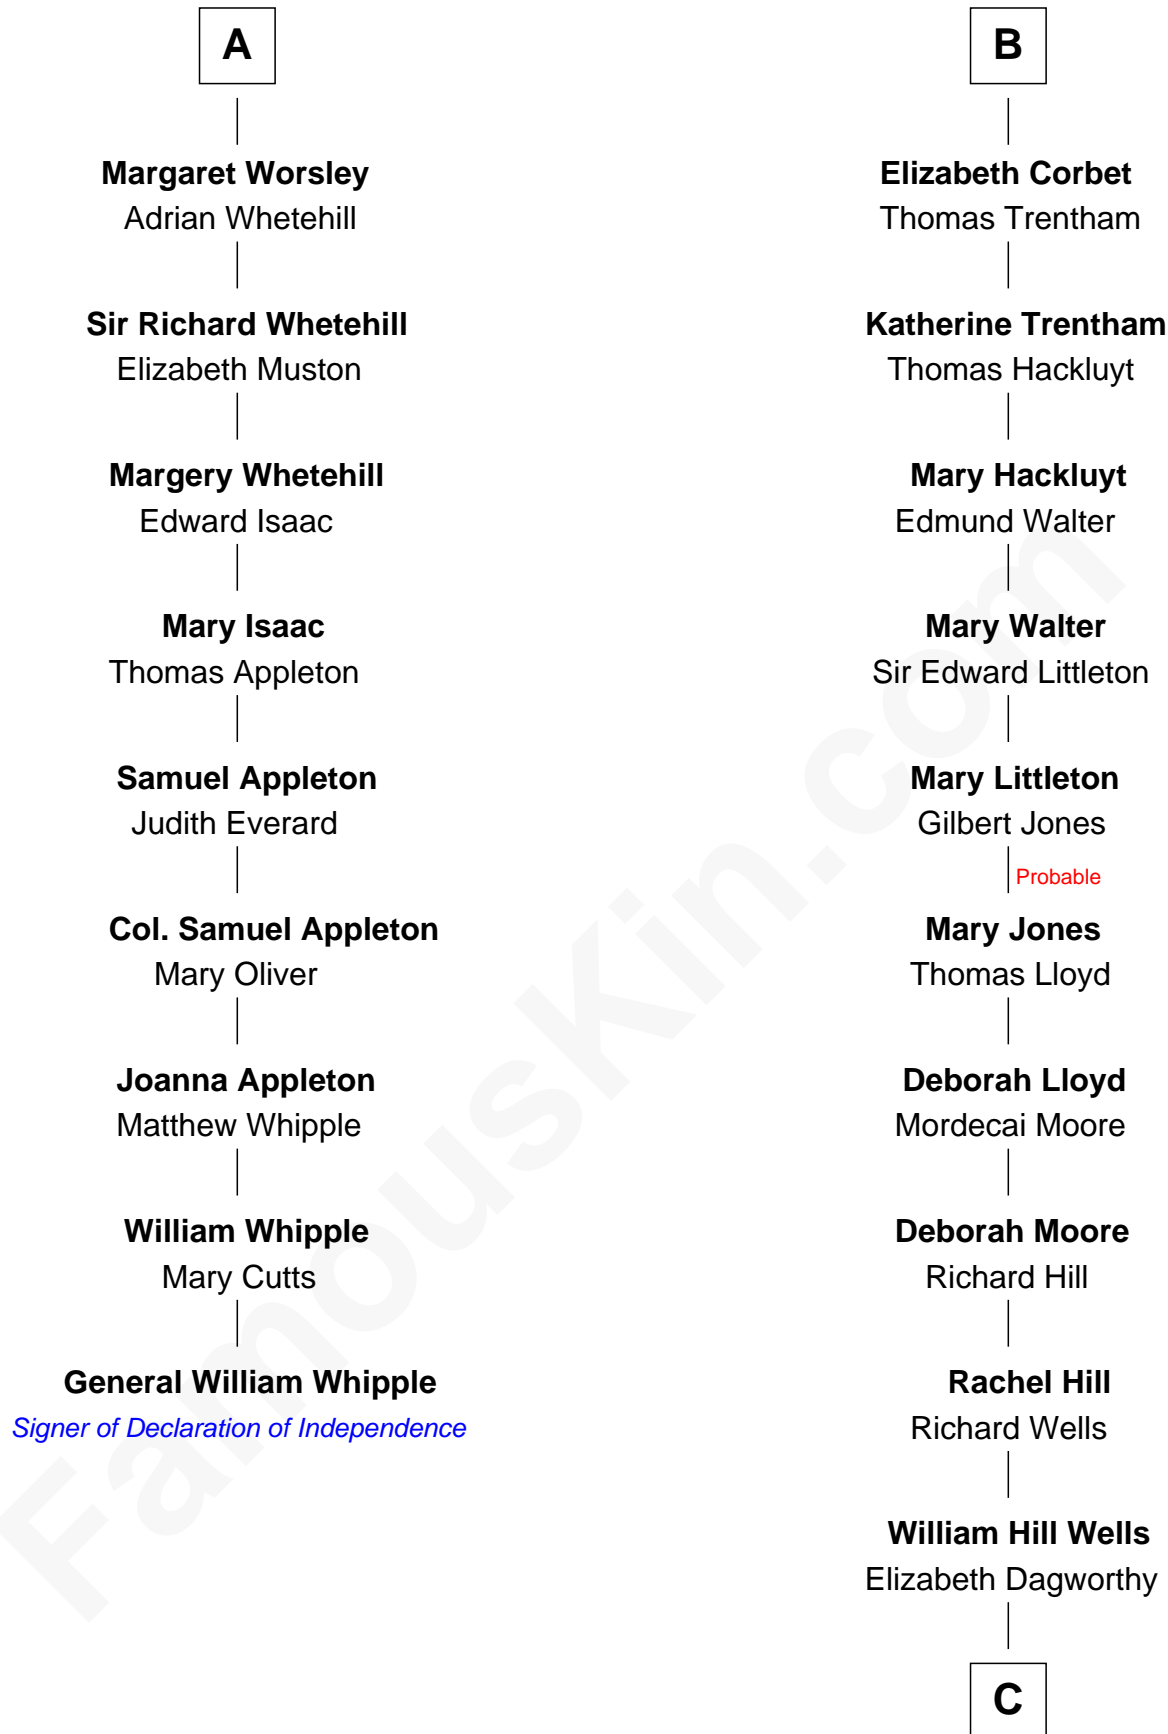 A
Margaret Worsley
Adrian Whetehill
Sir Richard Whetehill
Elizabeth Muston
Margery Whetehill
Edward Isaac
Mary Isaac
Thomas Appleton
Samuel Appleton
Judith Everard
Col. Samuel Appleton
Mary Oliver
Joanna Appleton
Matthew Whipple
William Whipple
Mary Cutts
General William Whipple
Signer of Declaration of Independence
B
Elizabeth Corbet
Thomas Trentham
Katherine Trentham
Thomas Hackluyt
Mary Hackluyt
Edmund Walter
Mary Walter
Sir Edward Littleton
Mary Littleton
Gilbert Jones
Probable
Mary Jones
Thomas Lloyd
Deborah Lloyd
Mordecai Moore
Deborah Moore
Richard Hill
Rachel Hill
Richard Wells
William Hill Wells
Elizabeth Dagworthy
C
FamousKin.com